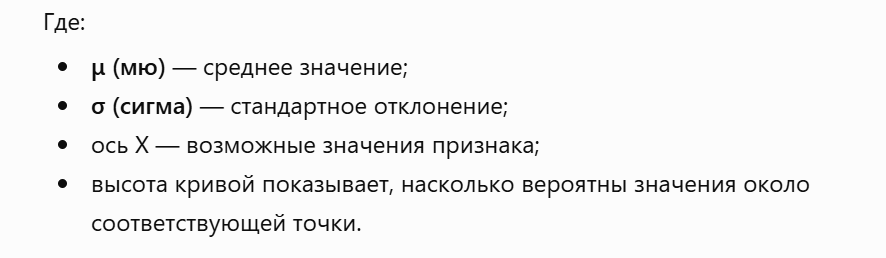 Где:
• μ (мю) — среднее значение;
• σ (сигма) — стандартное отклонение;
• ось X — возможные значения признака;
• высота кривой показывает, насколько вероятны значения около
соответствующей точки.